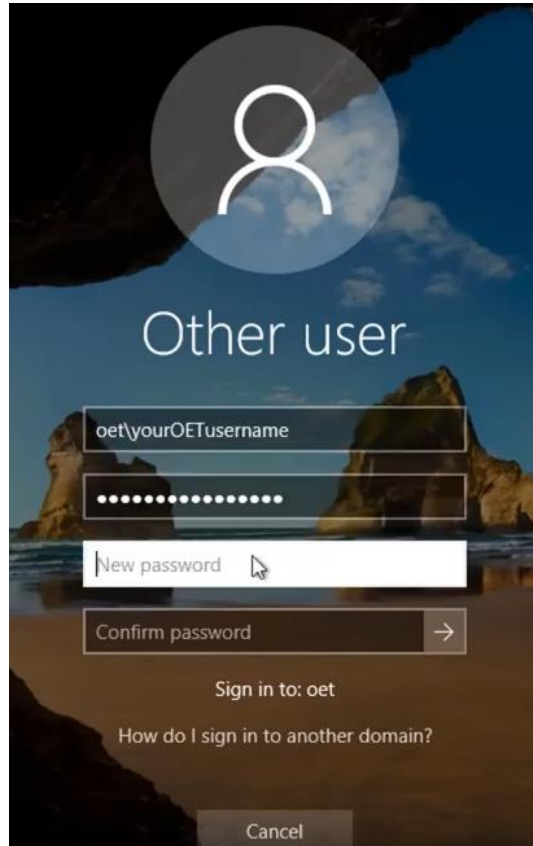 Other user
oet\yourOETusername
New password
Confirm password
Sign in to: oet
How do I sign in to another domain?
Cancel